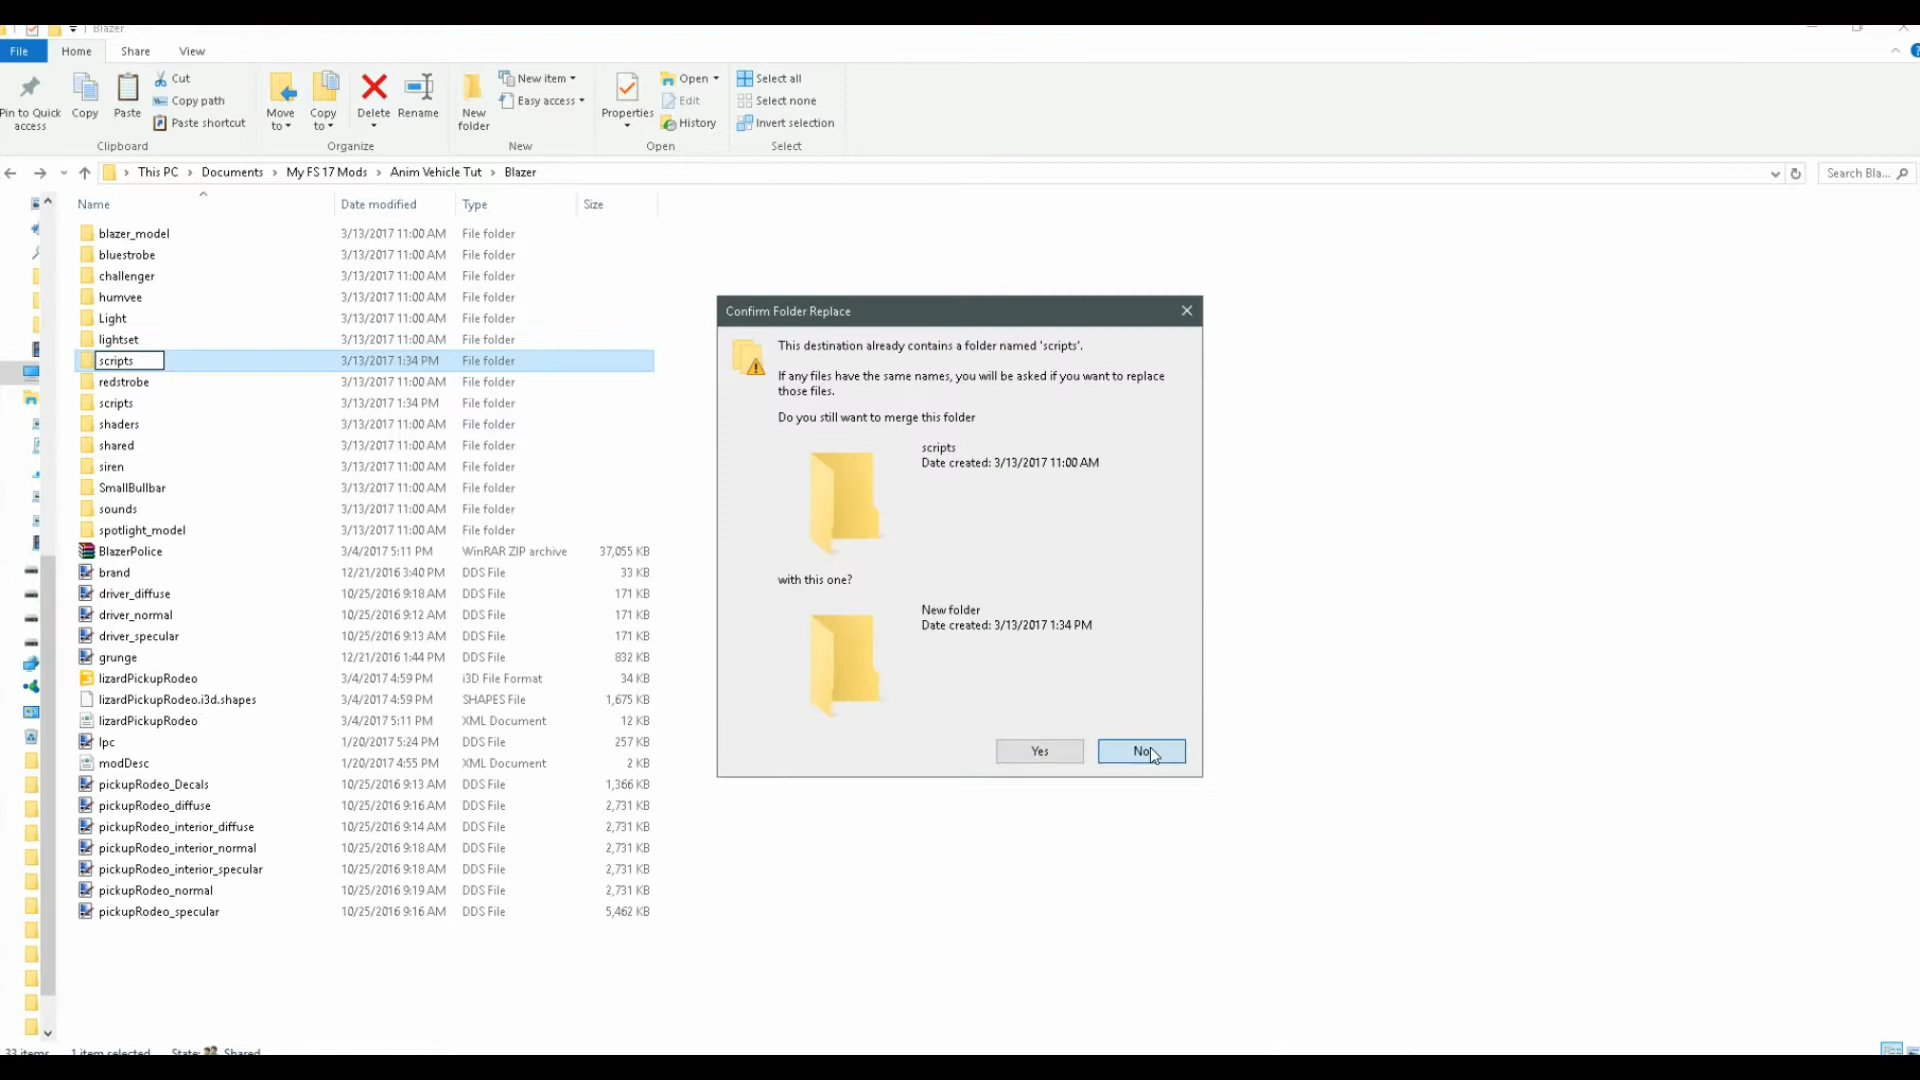 Blazer
File Home Share View
Pin to Quick access
Copy
Paste
Cut
Copy path
Paste shortcut
Clipboard
Move to
Copy to
Delete
Rename
Organize
New folder
New item
Easy access
New
Properties
Open
Edit
History
Open
Select all
Select none
Invert selection
Select
This PC > Documents > My FS 17 Mods > Anim Vehicle Tut > Blazer
Search Bla...
Name Date modified Type Size
blazer_model 3/13/2017 11:00 AM File folder
bluestrobe 3/13/2017 11:00 AM File folder
challenger 3/13/2017 11:00 AM File folder
humvee 3/13/2017 11:00 AM File folder
Light 3/13/2017 11:00 AM File folder
lightset 3/13/2017 11:00 AM File folder
scripts 3/13/2017 1:34 PM File folder
redstrobe 3/13/2017 11:00 AM File folder
scripts 3/13/2017 1:34 PM File folder
shaders 3/13/2017 11:00 AM File folder
shared 3/13/2017 11:00 AM File folder
siren 3/13/2017 11:00 AM File folder
SmallBullbar 3/13/2017 11:00 AM File folder
sounds 3/13/2017 11:00 AM File folder
spotlight_model 3/13/2017 11:00 AM File folder
BlazerPolice 3/4/2017 5:11 PM WinRAR ZIP archive 37,055 KB
brand 12/21/2016 3:40 PM DDS File 33 KB
driver_diffuse 10/25/2016 9:18 AM DDS File 171 KB
driver_normal 10/25/2016 9:12 AM DDS File 171 KB
driver_specular 10/25/2016 9:13 AM DDS File 171 KB
grunge 12/21/2016 1:44 PM DDS File 832 KB
lizardPickupRodeo 3/4/2017 4:59 PM i3D File Format 34 KB
lizardPickupRodeo.i3d.shapes 3/4/2017 4:59 PM SHAPES File 1,675 KB
lizardPickupRodeo 3/4/2017 5:11 PM XML Document 12 KB
lpc 1/20/2017 5:24 PM DDS File 257 KB
modDesc 1/20/2017 4:55 PM XML Document 2 KB
pickupRodeo_Decals 10/25/2016 9:13 AM DDS File 1,366 KB
pickupRodeo_diffuse 10/25/2016 9:16 AM DDS File 2,731 KB
pickupRodeo_interior_diffuse 10/25/2016 9:14 AM DDS File 2,731 KB
pickupRodeo_interior_normal 10/25/2016 9:18 AM DDS File 2,731 KB
pickupRodeo_interior_specular 10/25/2016 9:18 AM DDS File 2,731 KB
pickupRodeo_normal 10/25/2016 9:19 AM DDS File 2,731 KB
pickupRodeo_specular 10/25/2016 9:16 AM DDS File 5,462 KB
Confirm Folder Replace
This destination already contains a folder named 'scripts'.
If any files have the same names, you will be asked if you want to replace
those files.
Do you still want to merge this folder
scripts
Date created: 3/13/2017 11:00 AM
with this one?
New folder
Date created: 3/13/2017 1:34 PM
Yes No
33 items 1 item selected State: Shared